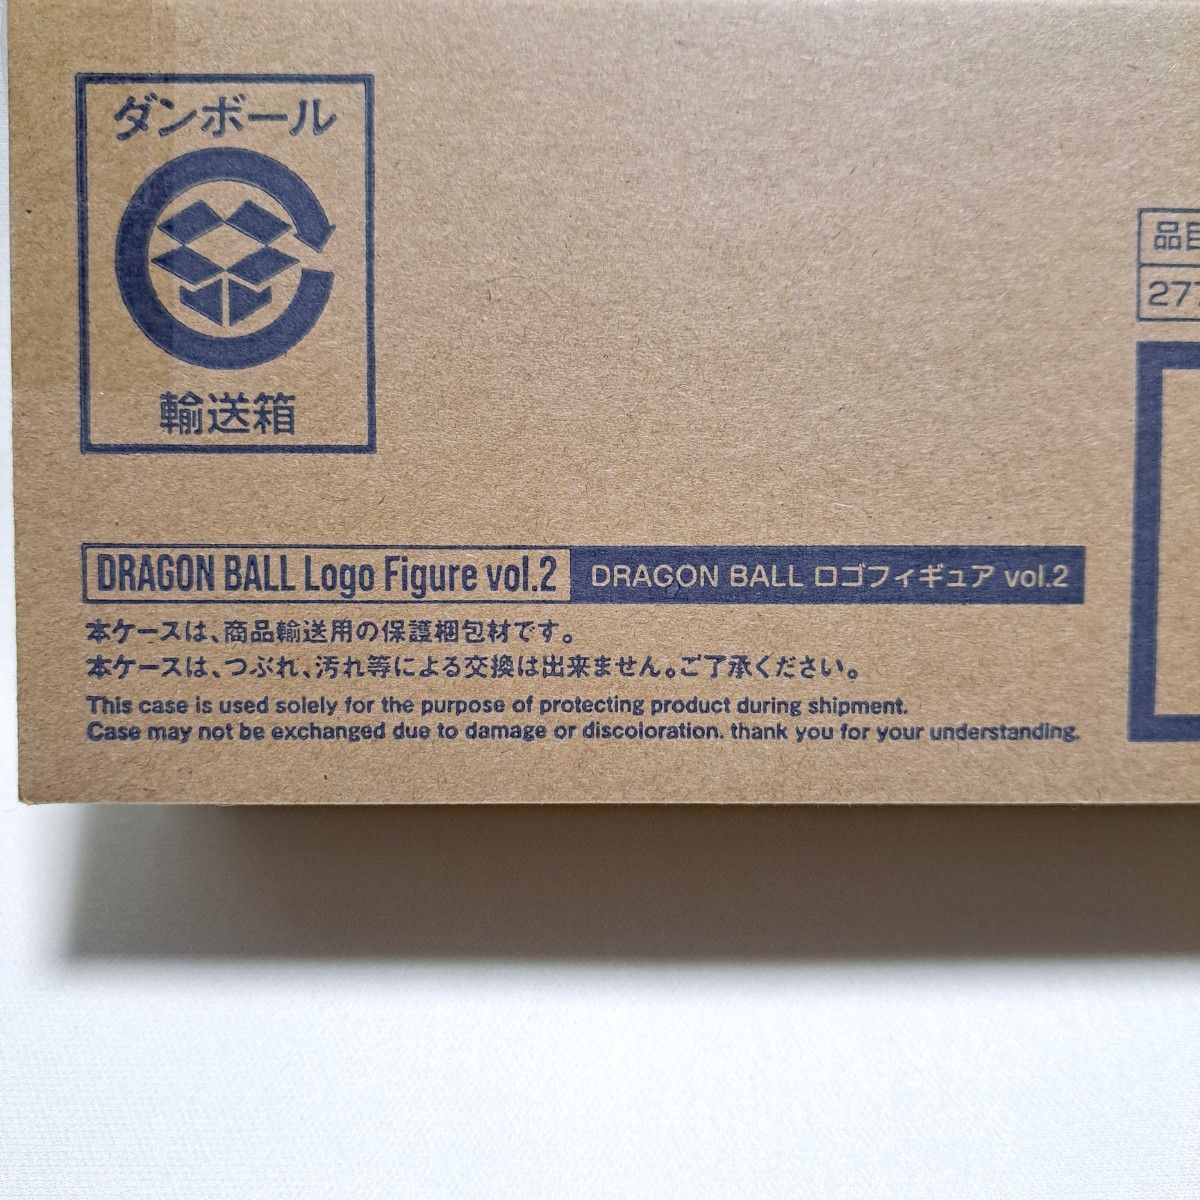 ダンボール
輸送箱
品目
277
DRAGON BALL Logo Figure vol.2 DRAGON BALL ロゴフィギュア vol.2
本ケースは、商品輸送用の保護梱包材です。
本ケースは、つぶれ、汚れ等による交換は出来ません。ご了承ください。
This case is used solely for the purpose of protecting product during shipment.
Case may not be exchanged due to damage or discoloration. thank you for your understanding.